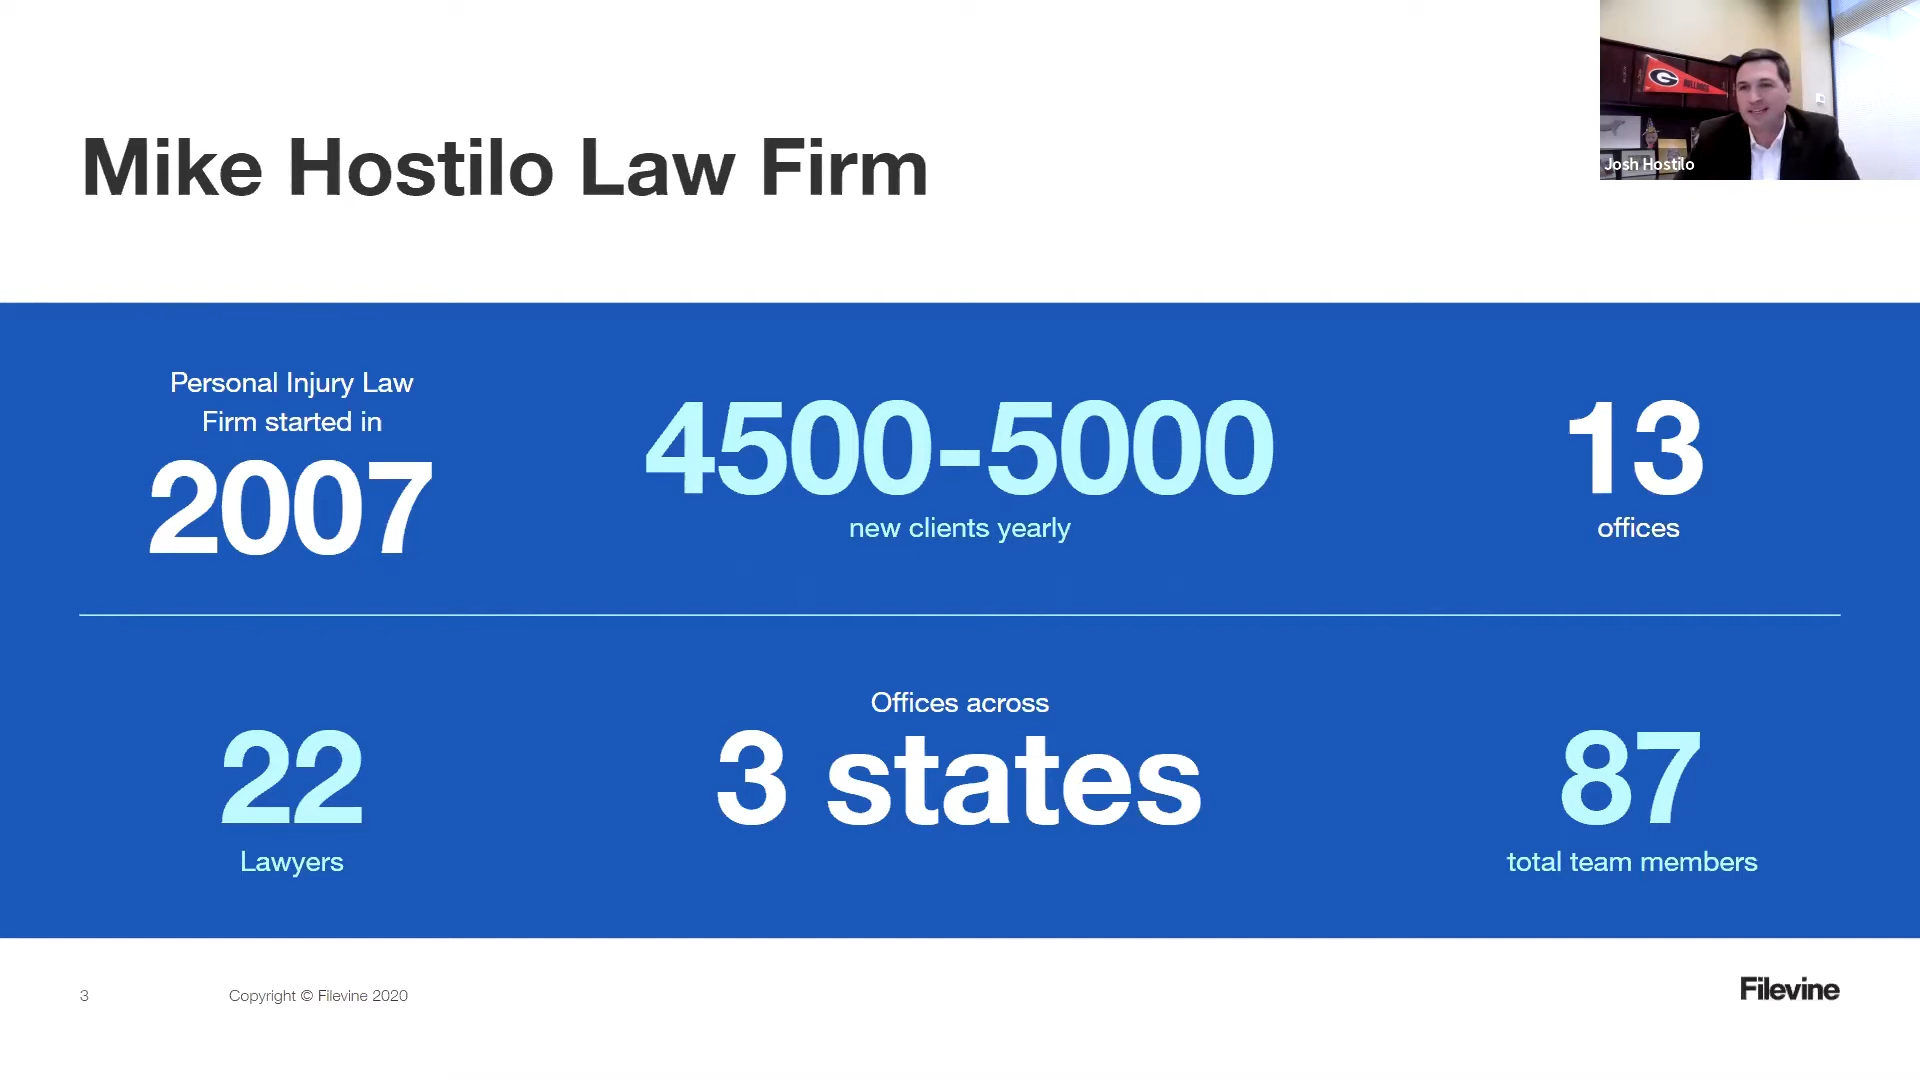 Mike Hostilo Law Firm
BULLDOGS
Josh Hostilo
Personal Injury Law
Firm started in
2007
4500-5000
new clients yearly
13
offices
22
Lawyers
Offices across
3 states
87
total team members
3
Copyright © Filevine 2020
Filevine